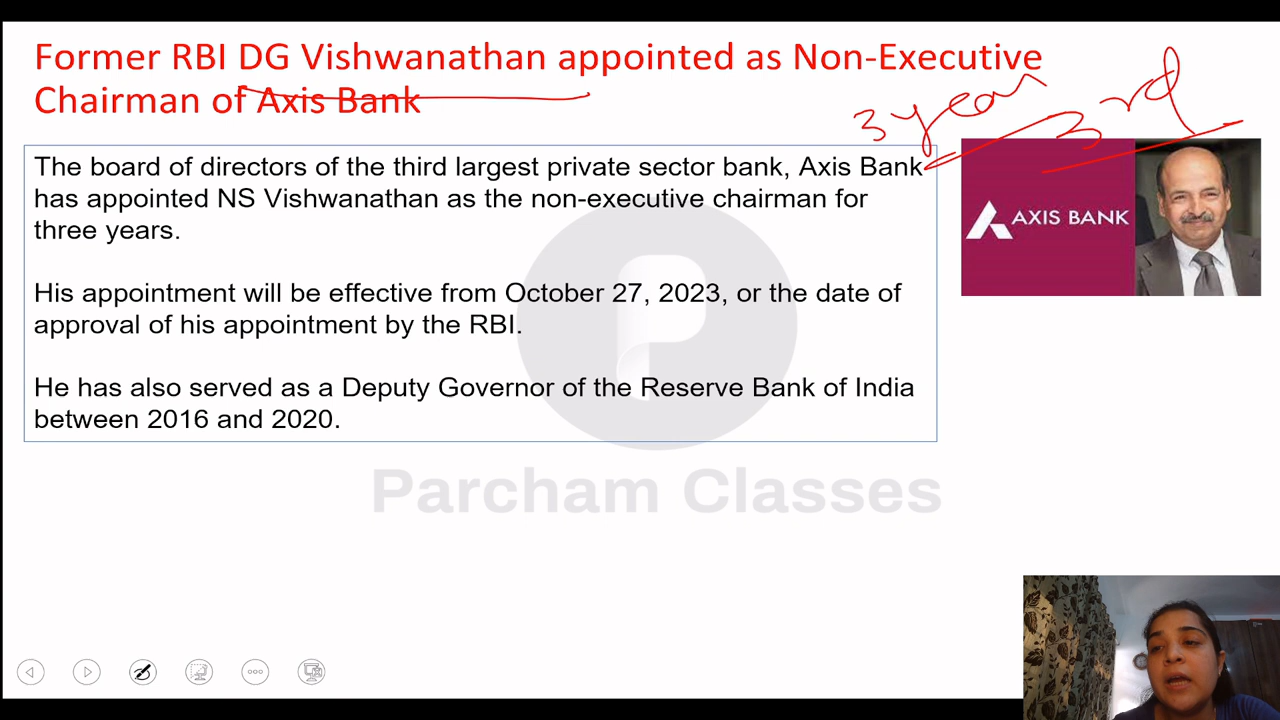 Former RBI DG Vishwanathan appointed as Non-Executive
Chairman of Axis Bank
3 year
3rd
The board of directors of the third largest private sector bank, Axis Bank
has appointed NS Vishwanathan as the non-executive chairman for
three years.
AXIS BANK
His appointment will be effective from October 27, 2023, or the date of
approval of his appointment by the RBI.
He has also served as a Deputy Governor of the Reserve Bank of India
between 2016 and 2020.
Parcham Classes